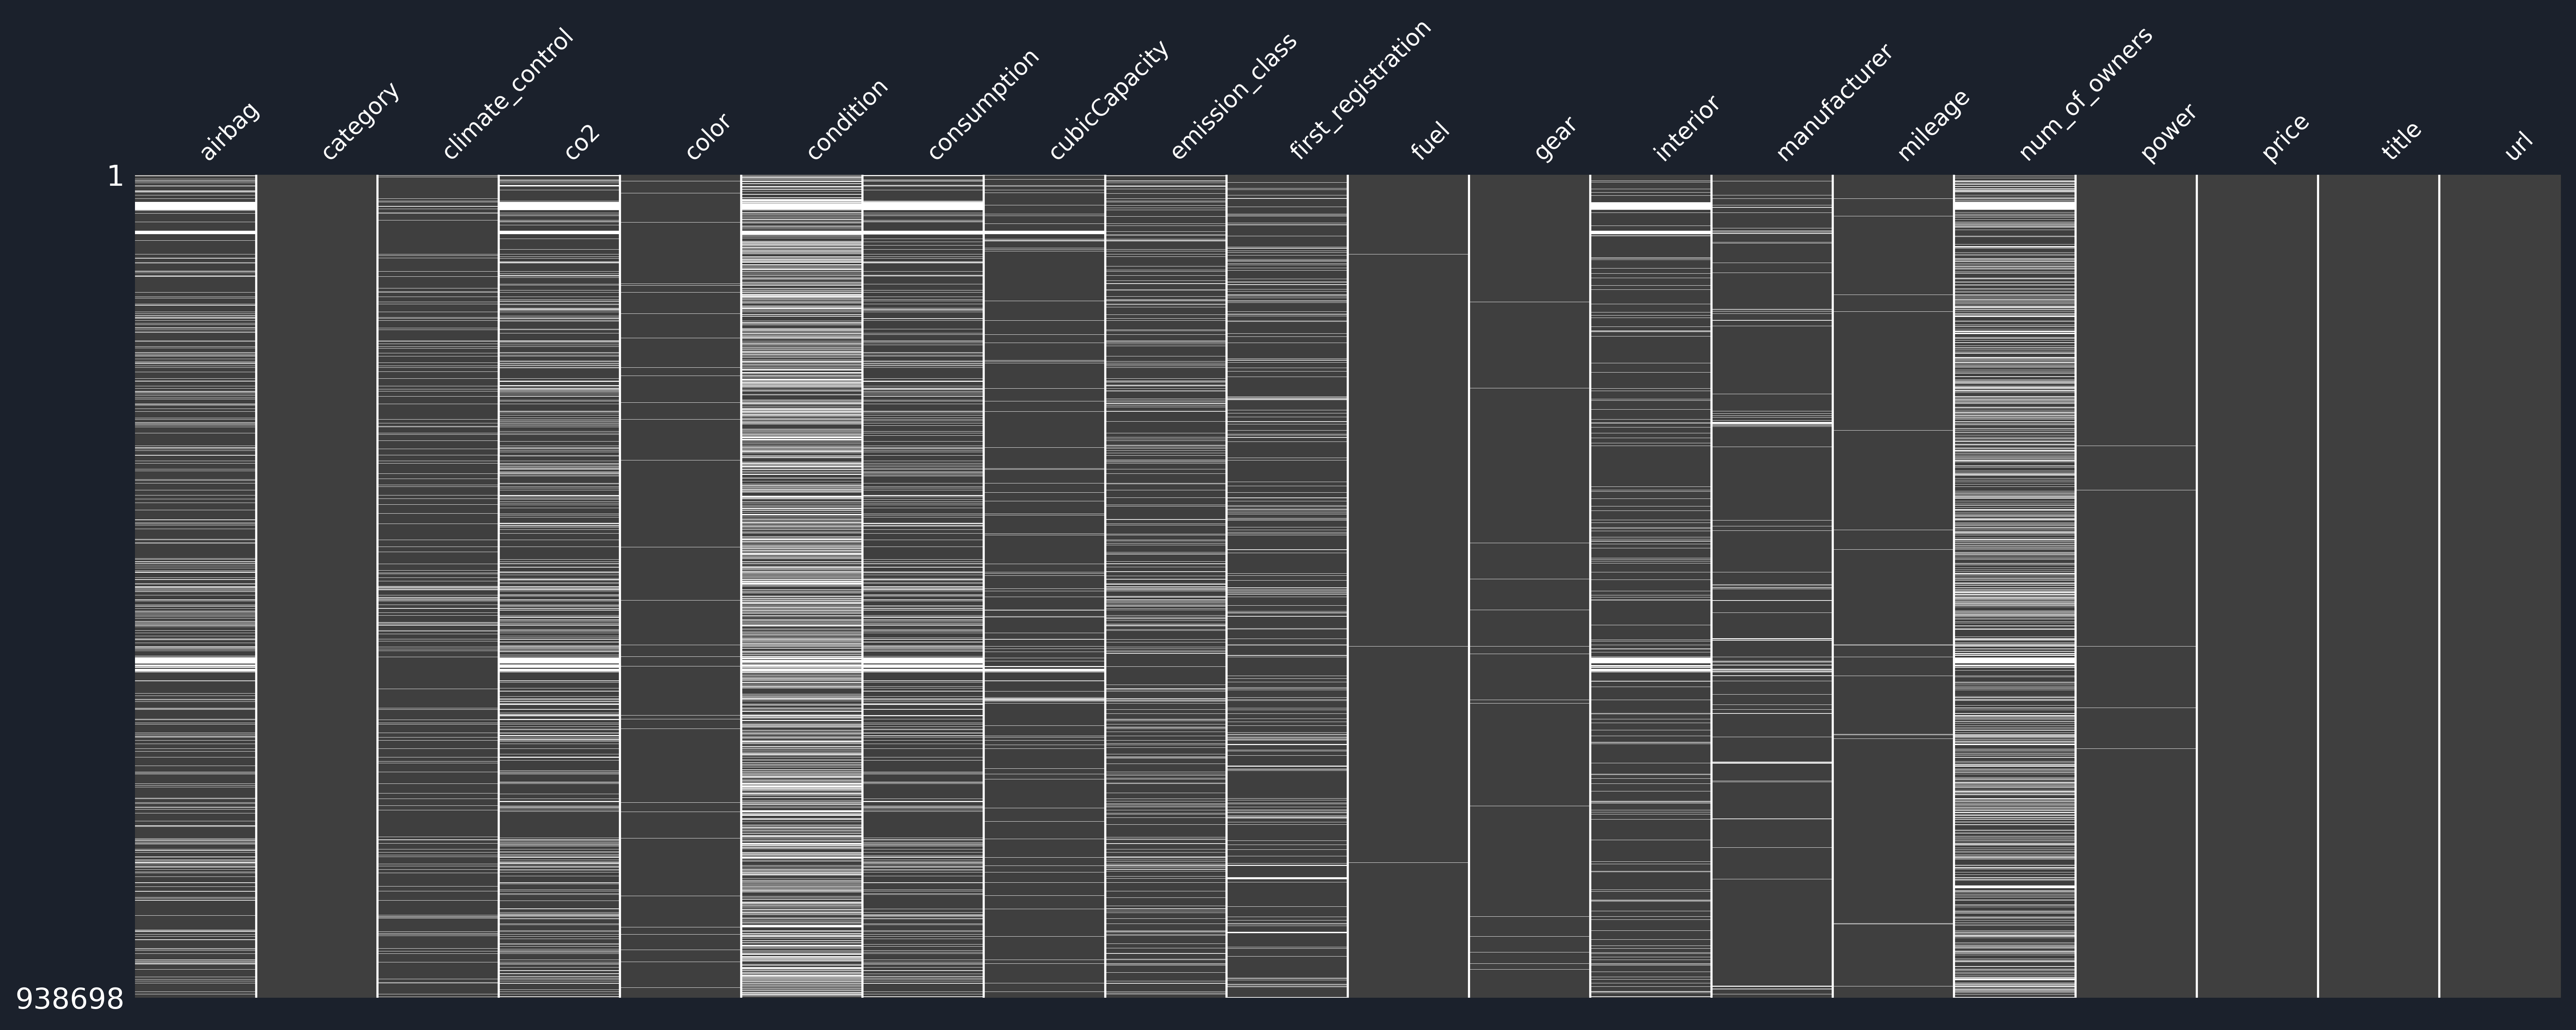 airbag
category
climate_control
co2
color
condition
consumption
cubicCapacity
emission_class
first_registration
fuel
gear
interior
manufacturer
mileage
num_of_owners
power
price
title
url
1
938698